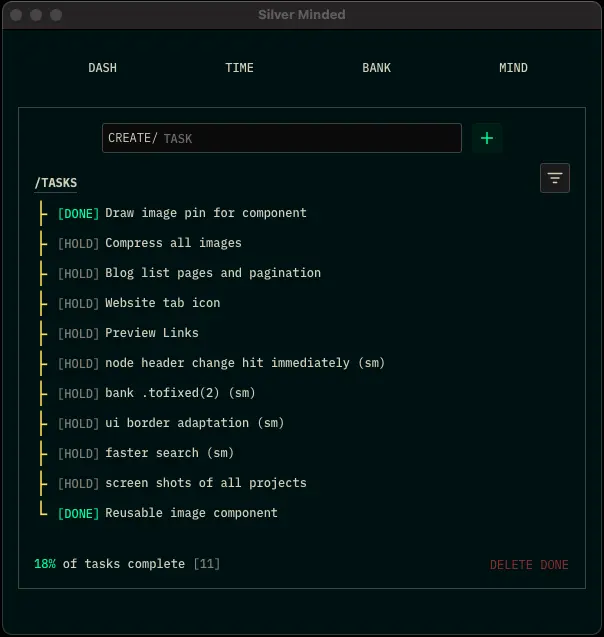 Silver Minded
DASH TIME BANK MIND
CREATE/ TASK +
/TASKS
[DONE] Draw image pin for component
[HOLD] Compress all images
[HOLD] Blog list pages and pagination
[HOLD] Website tab icon
[HOLD] Preview Links
[HOLD] node header change hit immediately (sm)
[HOLD] bank .tofixed(2) (sm)
[HOLD] ui border adaptation (sm)
[HOLD] faster search (sm)
[HOLD] screen shots of all projects
[DONE] Reusable image component
18% of tasks complete [11] DELETE DONE